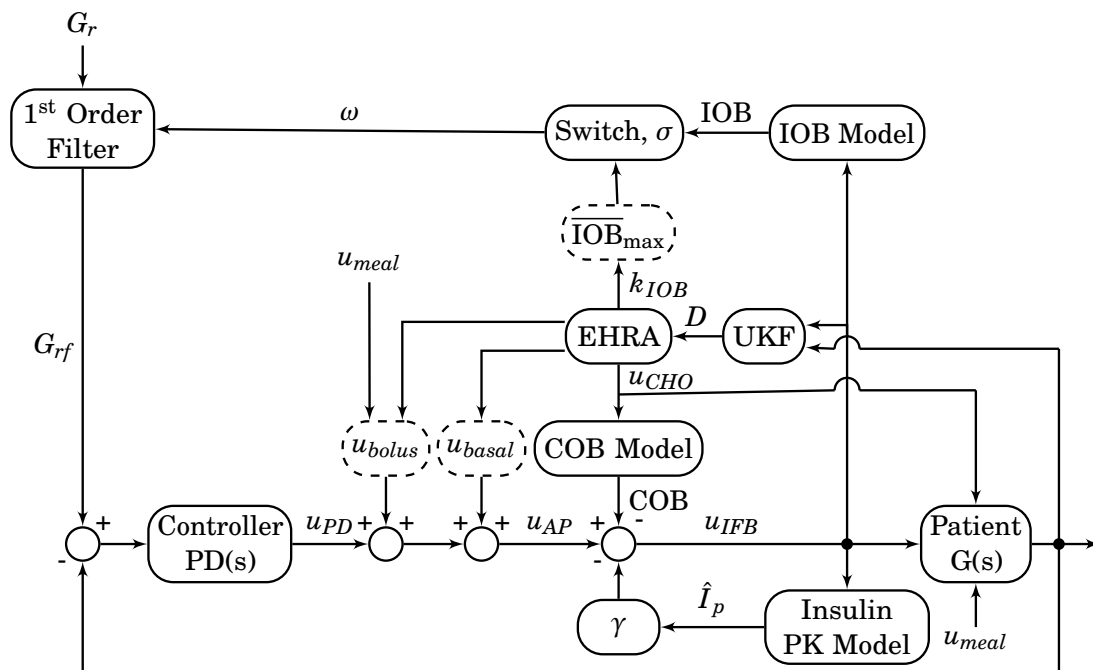 G_r
1st Order
Filter
ω
Switch, σ
IOB
IOB Model
IOB_max
u_meal
k_IOB
G_rf
EHRA
D
UKF
u_CHO
u_bolus
u_basal
COB Model
COB
+
-
Controller
PD(s)
u_PD
+
+
+
+
u_AP
+
-
-
u_IFB
Patient
G(s)
γ
Î_p
Insulin
PK Model
u_meal